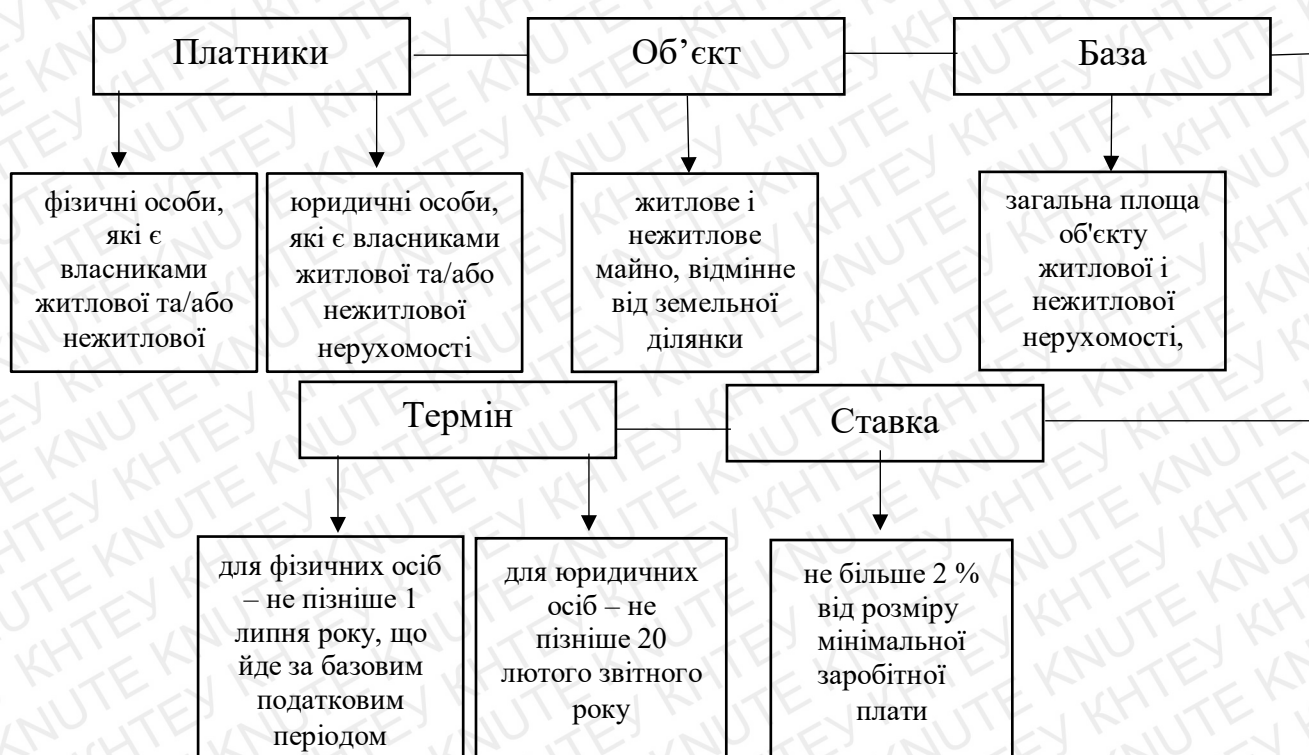 Платники
Об’єкт
База
фізичні особи,
які є
власниками
житлової та/або
нежитлової
юридичні особи,
які є власниками
житлової та/або
нежитлової
нерухомості
житлове і
нежитлове
майно, відмінне
від земельної
ділянки
загальна площа
об'єкту
житлової і
нежитлової
нерухомості,
Термін
Ставка
для фізичних осіб
– не пізніше 1
липня року, що
йде за базовим
податковим
періодом
для юридичних
осіб – не
пізніше 20
лютого звітного
року
не більше 2 %
від розміру
мінімальної
заробітної
плати